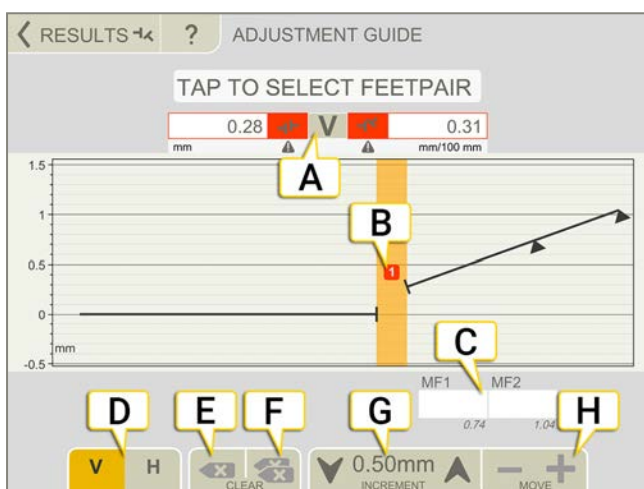 RESULTS ? ADJUSTMENT GUIDE
TAP TO SELECT FEETPAIR
0.28 V 0.31
mm mm/100 mm
A
1.5
1
B
0.5
1
0
C
mm
-0.5
MF1 MF2
0.74 1.04
D E F G H
V H 0.50mm
CLEAR INCREMENT MOVE